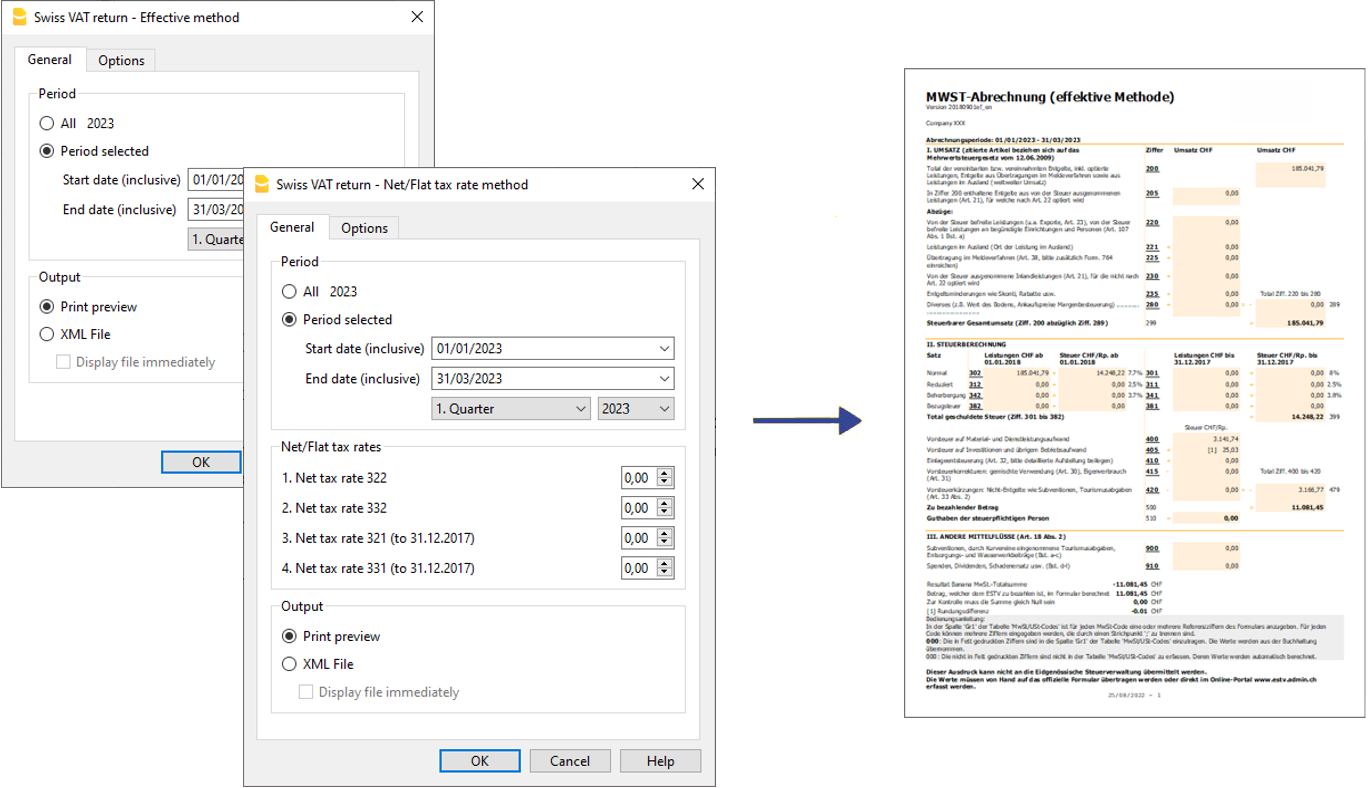 Swiss VAT return - Effective method
General
Options
Period
All 2023
Period selected
Start date (inclusive) 01/01/20
End date (inclusive) 31/03/20
1. Quarte
Output
Print preview
XML File
Display file immediately
OK
Swiss VAT return - Net/Flat tax rate method
General
Options
Period
All 2023
Period selected
Start date (inclusive) 01/01/2023
End date (inclusive) 31/03/2023
1. Quarter 2023
Net/Flat tax rates
1. Net tax rate 322 0,00
2. Net tax rate 332 0,00
3. Net tax rate 321 (to 31.12.2017) 0,00
4. Net tax rate 331 (to 31.12.2017) 0,00
Output
Print preview
XML File
Display file immediately
OK Cancel Help
MWST-Abrechnung (effektive Methode)
Company XXX
Abrechnungsperiode: 01/01/2023 - 31/03/2023
I. UMSATZ (zitierte Artikel beziehen sich auf das Ziffer Umsatz CHF Umsatz CHF
Mehrwertsteuergesetz vom 12.06.2009)
Total der vereinbarten bzw. vereinnahmten Entgelte, inkl. optierte 200 185.041,79
Leistungen, Entgelte aus Übertragungen im Meldeverfahren sowie aus
Leistungen im Ausland (weltweiter Umsatz)
In Ziffer 200 enthaltene Entgelte aus von der Steuer ausgenommenen 205 0,00
Leistungen (Art. 21), für welche nach Art. 22 optiert wird
Abzüge:
Von der Steuer befreite Leistungen (u.a. Exporte, Art. 23), von der Steuer 220 0,00
befreite Leistungen an begünstigte Einrichtungen und Personen (Art. 107
Abs. 1 Bst. a)
Leistungen im Ausland (Ort der Leistung im Ausland) 221 + 0,00
Übertragung im Meldeverfahren (Art. 38, bitte zusätzlich Form. 764 225 + 0,00
einreichen)
Von der Steuer ausgenommene Inlandleistungen (Art. 21), für die nicht nach 230 + 0,00
Art. 22 optiert wird
Entgeltsminderungen wie Skonti, Rabatte usw. 235 + 0,00 Total Ziff. 220 bis 280
Diverses (z.B. Wert des Bodens, Ankaufspreise Margenbesteuerung) 280 + 0,00 0,00 289
Steuerbarer Gesamtumsatz (Ziff. 200 abzüglich Ziff. 289) 299 185.041,79
II. STEUERBERECHNUNG
Satz Leistungen CHF ab Steuer CHF/Rp. ab Leistungen CHF bis Steuer CHF/Rp. bis
01.01.2018 01.01.2018 31.12.2017 31.12.2017
Normal 302 185.041,79 + 14.248,22 7.7% 301 0,00 + 0,00 8%
Reduziert 312 0,00 + 0,00 2.5% 311 0,00 + 0,00 2.5%
Beherbergung 342 0,00 + 0,00 3.7% 341 0,00 + 0,00 3.8%
Bezugsteuer 382 0,00 + 0,00 381 0,00 + 0,00
Total geschuldete Steuer (Ziff. 301 bis 382) 14.248,22 399
Steuer CHF/Rp.
Vorsteuer auf Material- und Dienstleistungsaufwand 400 3.141,74
Vorsteuer auf Investitionen und übrigem Betriebsaufwand 405 + [1] 25,03
Einlageentsteuerung (Art. 32, bitte detaillierte Aufstellung beilegen) 410 + 0,00
Vorsteuerkorrekturen: gemischte Verwendung (Art. 30), Eigenverbrauch 415 0,00 Total Ziff. 400 bis 420
(Art. 31)
Vorsteuerkürzungen: Nicht-Entgelte wie Subventionen, Tourismusabgaben 420 - 0,00 3.166,77 479
(Art. 33 Abs. 2)
Zu bezahlender Betrag 500 11.081,45
Guthaben der steuerpflichtigen Person 510 0,00
III. ANDERE MITTELFLÜSSE (Art. 18 Abs. 2)
Subventionen, durch Kurvereine eingenommene Tourismusabgaben, 900 0,00
Entsorgungs- und Wasserwerkbeiträge (Bst. a-c)
Spenden, Dividenden, Schadenersatz usw. (Bst. d-l) 910 0,00
Resultat Banana MwSt.-Totalsumme -11.081,45 CHF
Betrag, welcher dem ESTV zu bezahlen ist, im Formular berechnet 11.081,45 CHF
Zur Kontrolle muss die Summe gleich Null sein 0,00 CHF
[1] Rundungsdifferenz -0.01 CHF
Bedienungsanleitung:
In der Spalte 'Gr1' der Tabelle 'MwSt/USt-Codes' ist für jeden MwSt-Code eine oder mehrere Referenzziffern des Formulars anzugeben. Für jeden
Code können mehrere Ziffern eingegeben werden, die durch einen Strichpunkt ';' zu trennen sind.
000: Die in Fett gedruckten Ziffern sind in die Spalte 'Gr1' der Tabelle 'MwSt/USt-Codes' einzutragen. Die Werte werden aus der Buchhaltung
übernommen.
000: Die nicht in Fett gedruckten Ziffern sind nicht in der Tabelle 'MwSt/USt-Codes' zu erfassen. Deren Werte werden automatisch berechnet.
Dieser Ausdruck kann nicht an die Eidgenössische Steuerverwaltung übermittelt werden.
Die Werte müssen von Hand auf das offizielle Formular übertragen werden oder direkt im Online-Portal www.estv.admin.ch
erfasst werden.
25/08/2022 - 1